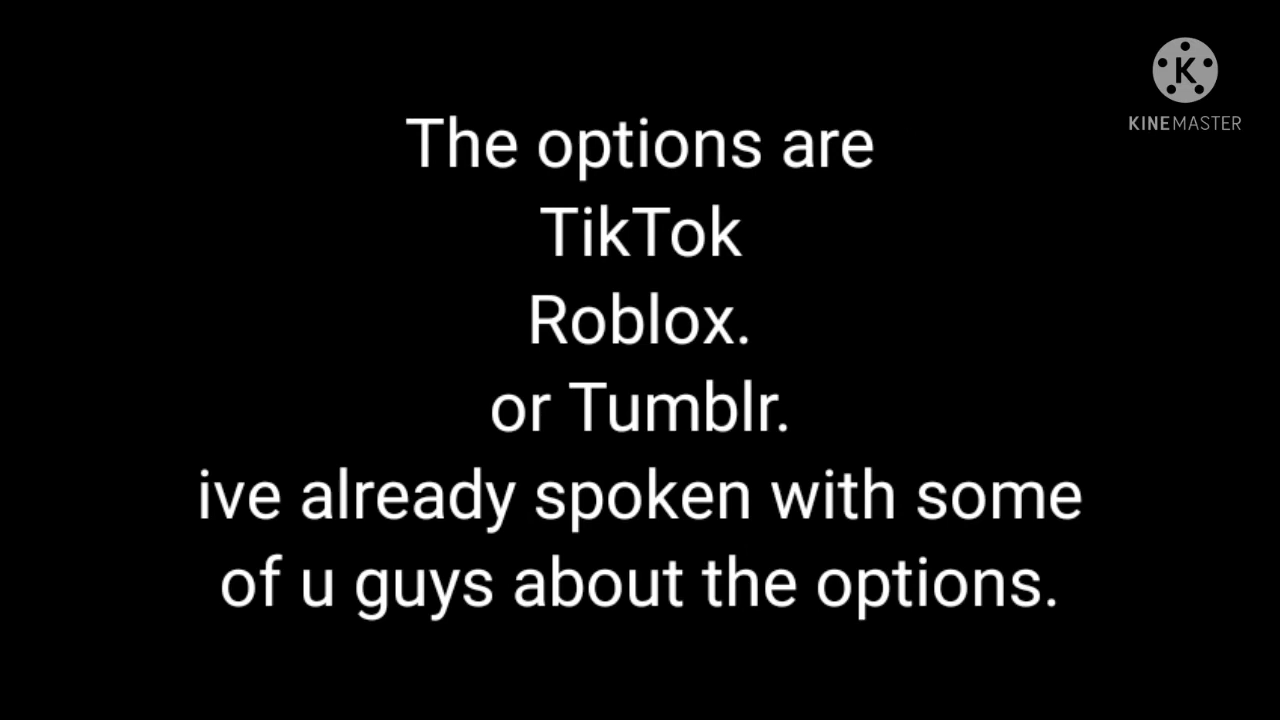 K
KINEMASTER
The options are
TikTok
Roblox.
or Tumblr.
ive already spoken with some
of u guys about the options.